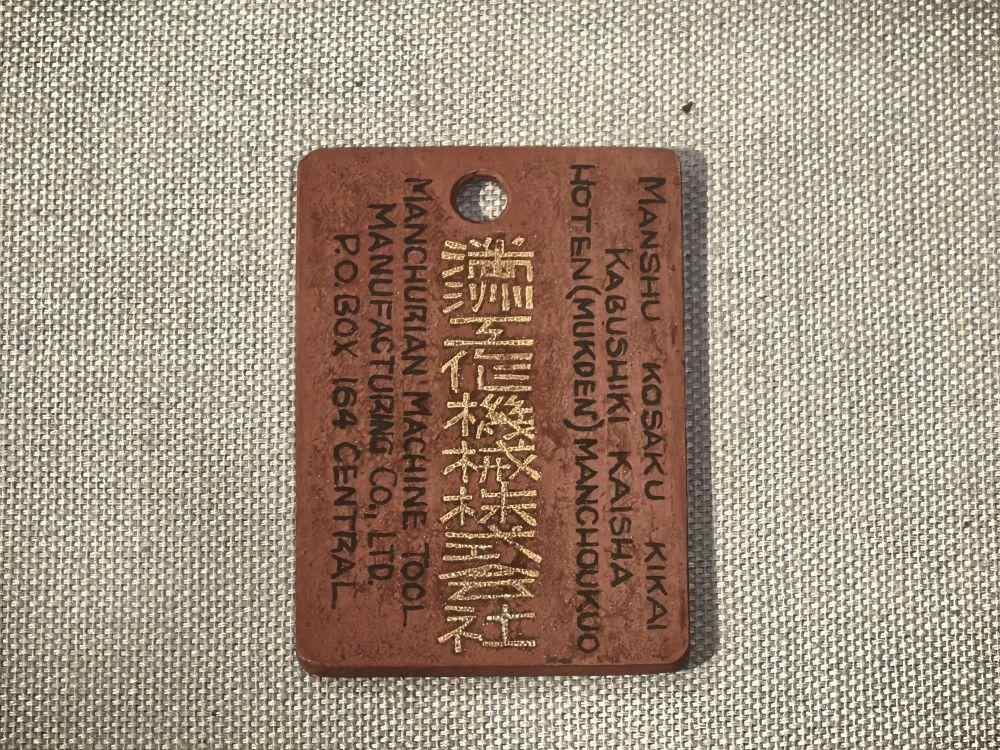 MANSHU KOSAKU KIKAI
KABUSHIKI KAISHA
HOTEN (MUKDEN) MANCHOUKUO
滿洲工作機械株式會社
MANCHURIAN MACHINE TOOL
MANUFACTURING CO., LTD.
P.O. BOX 164 CENTRAL